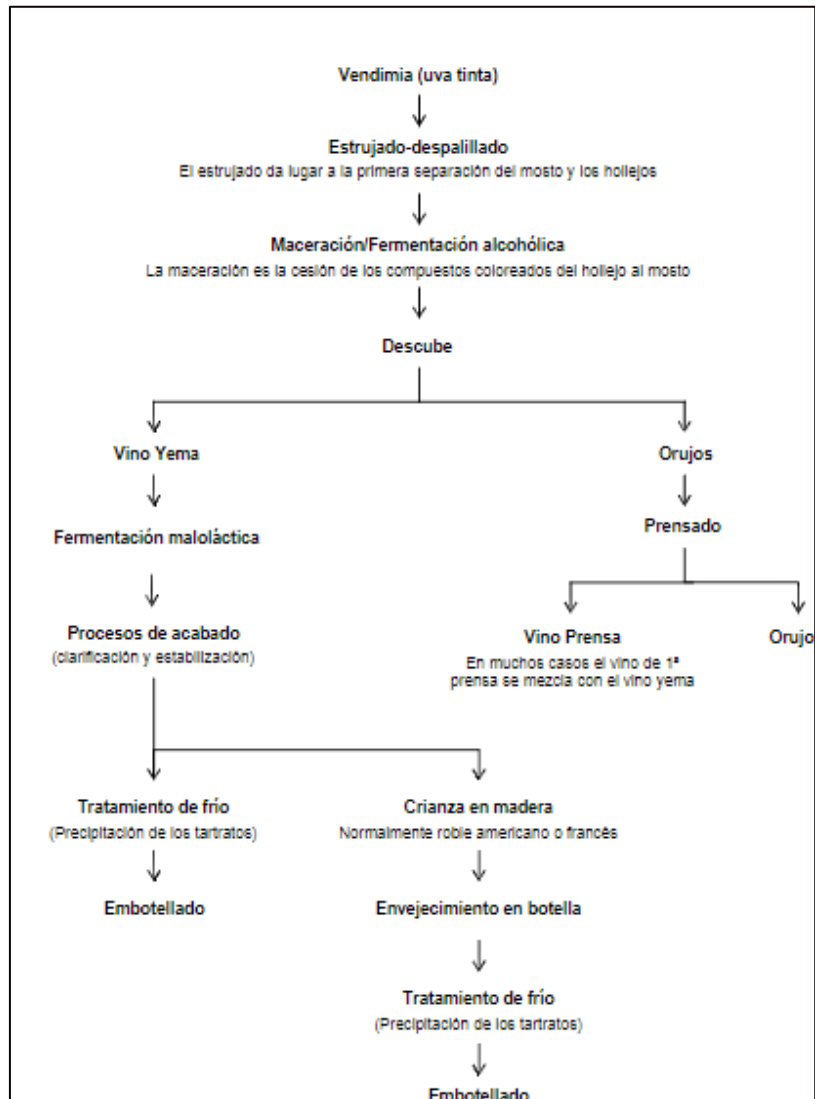 Vendimia (uva tinta)
Estrujado-despalillado
El estrujado da lugar a la primera separación del mosto y los hollejos
Maceración/Fermentación alcohólica
La maceración es la cesión de los compuestos coloreados del hollejo al mosto
Descube
Vino Yema
Orujos
Fermentación maloláctica
Prensado
Procesos de acabado
(clarificación y estabilización)
Vino Prensa
En muchos casos el vino de 1ª
prensa se mezcla con el vino yema
Orujo
Tratamiento de frío
(Precipitación de los tartratos)
Crianza en madera
Normalmente roble americano o francés
Embotellado
Envejecimiento en botella
Tratamiento de frío
(Precipitación de los tartratos)
Embotellado